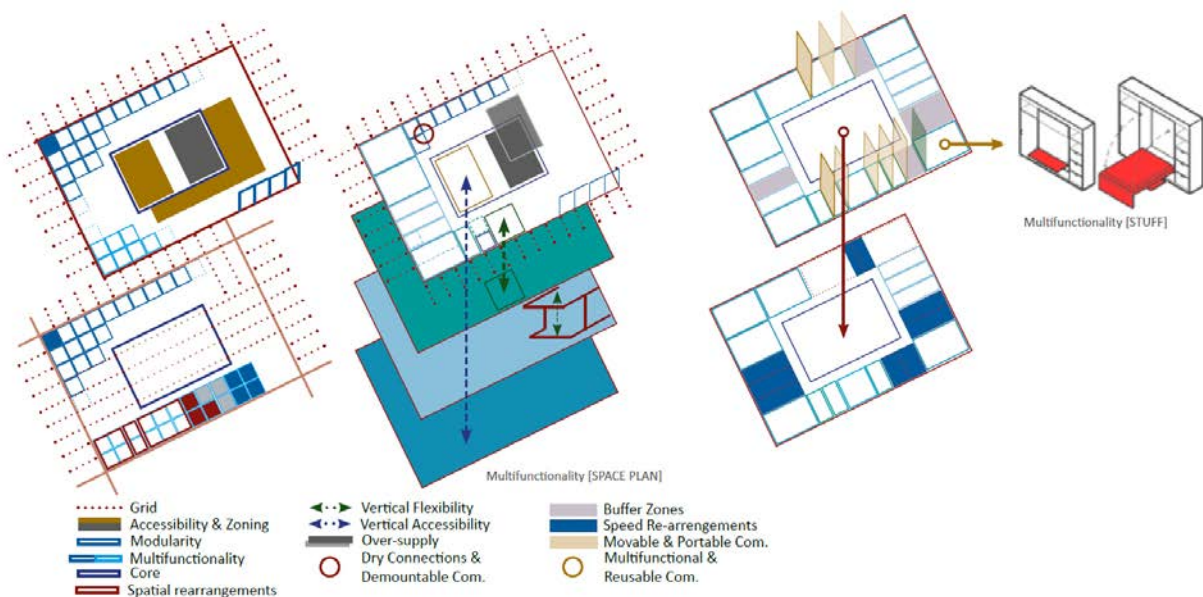 Multifunctionality [STUFF]
Multifunctionality [SPACE PLAN]
Grid
Accessibility & Zoning
Modularity
Multifunctionality
Core
Spatial rearrangements
Vertical Flexibility
Vertical Accessibility
Over-supply
Dry Connections &
Demountable Com.
Buffer Zones
Speed Re-arrengements
Movable & Portable Com.
Multifunctional &
Reusable Com.